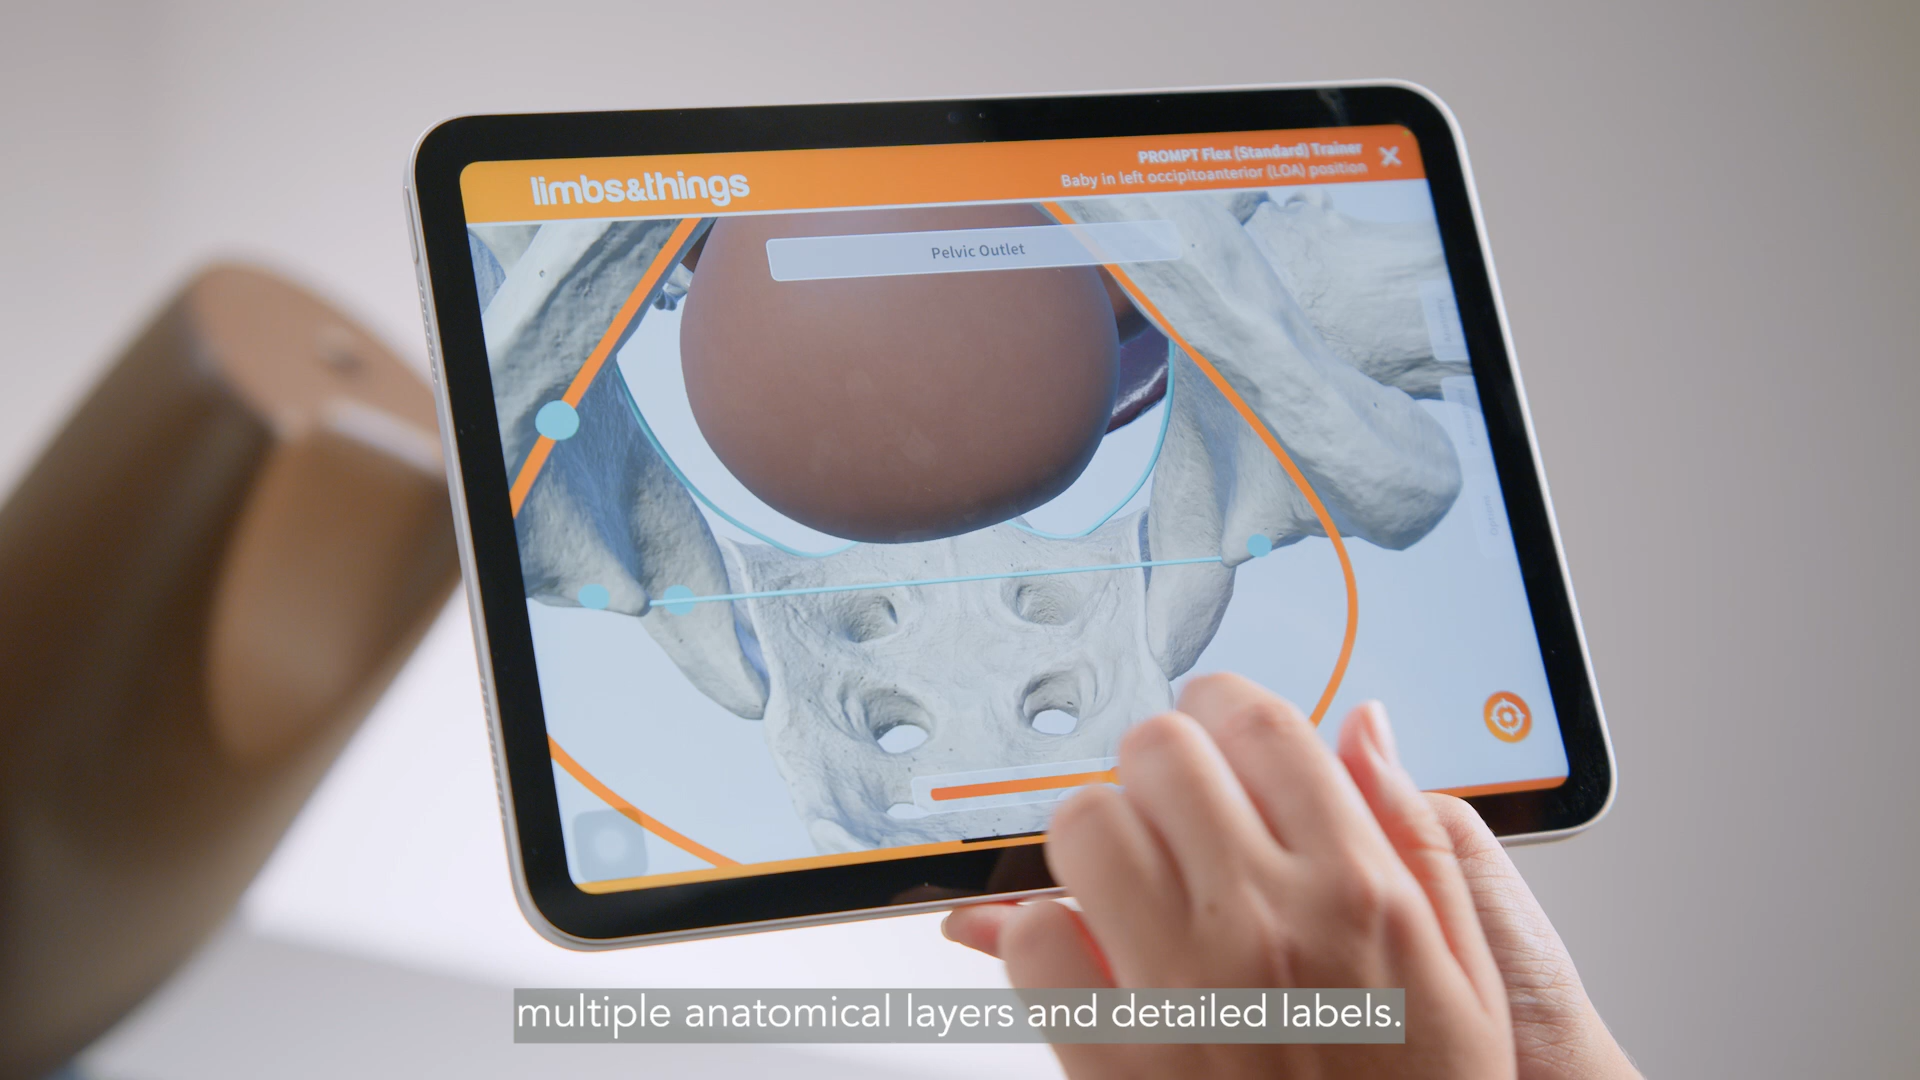 limbs&things
PROMPT Flex (Standard) Trainer
Baby in left occipitoanterior (LOA) position
Pelvic Outlet
Options
multiple anatomical layers and detailed labels.